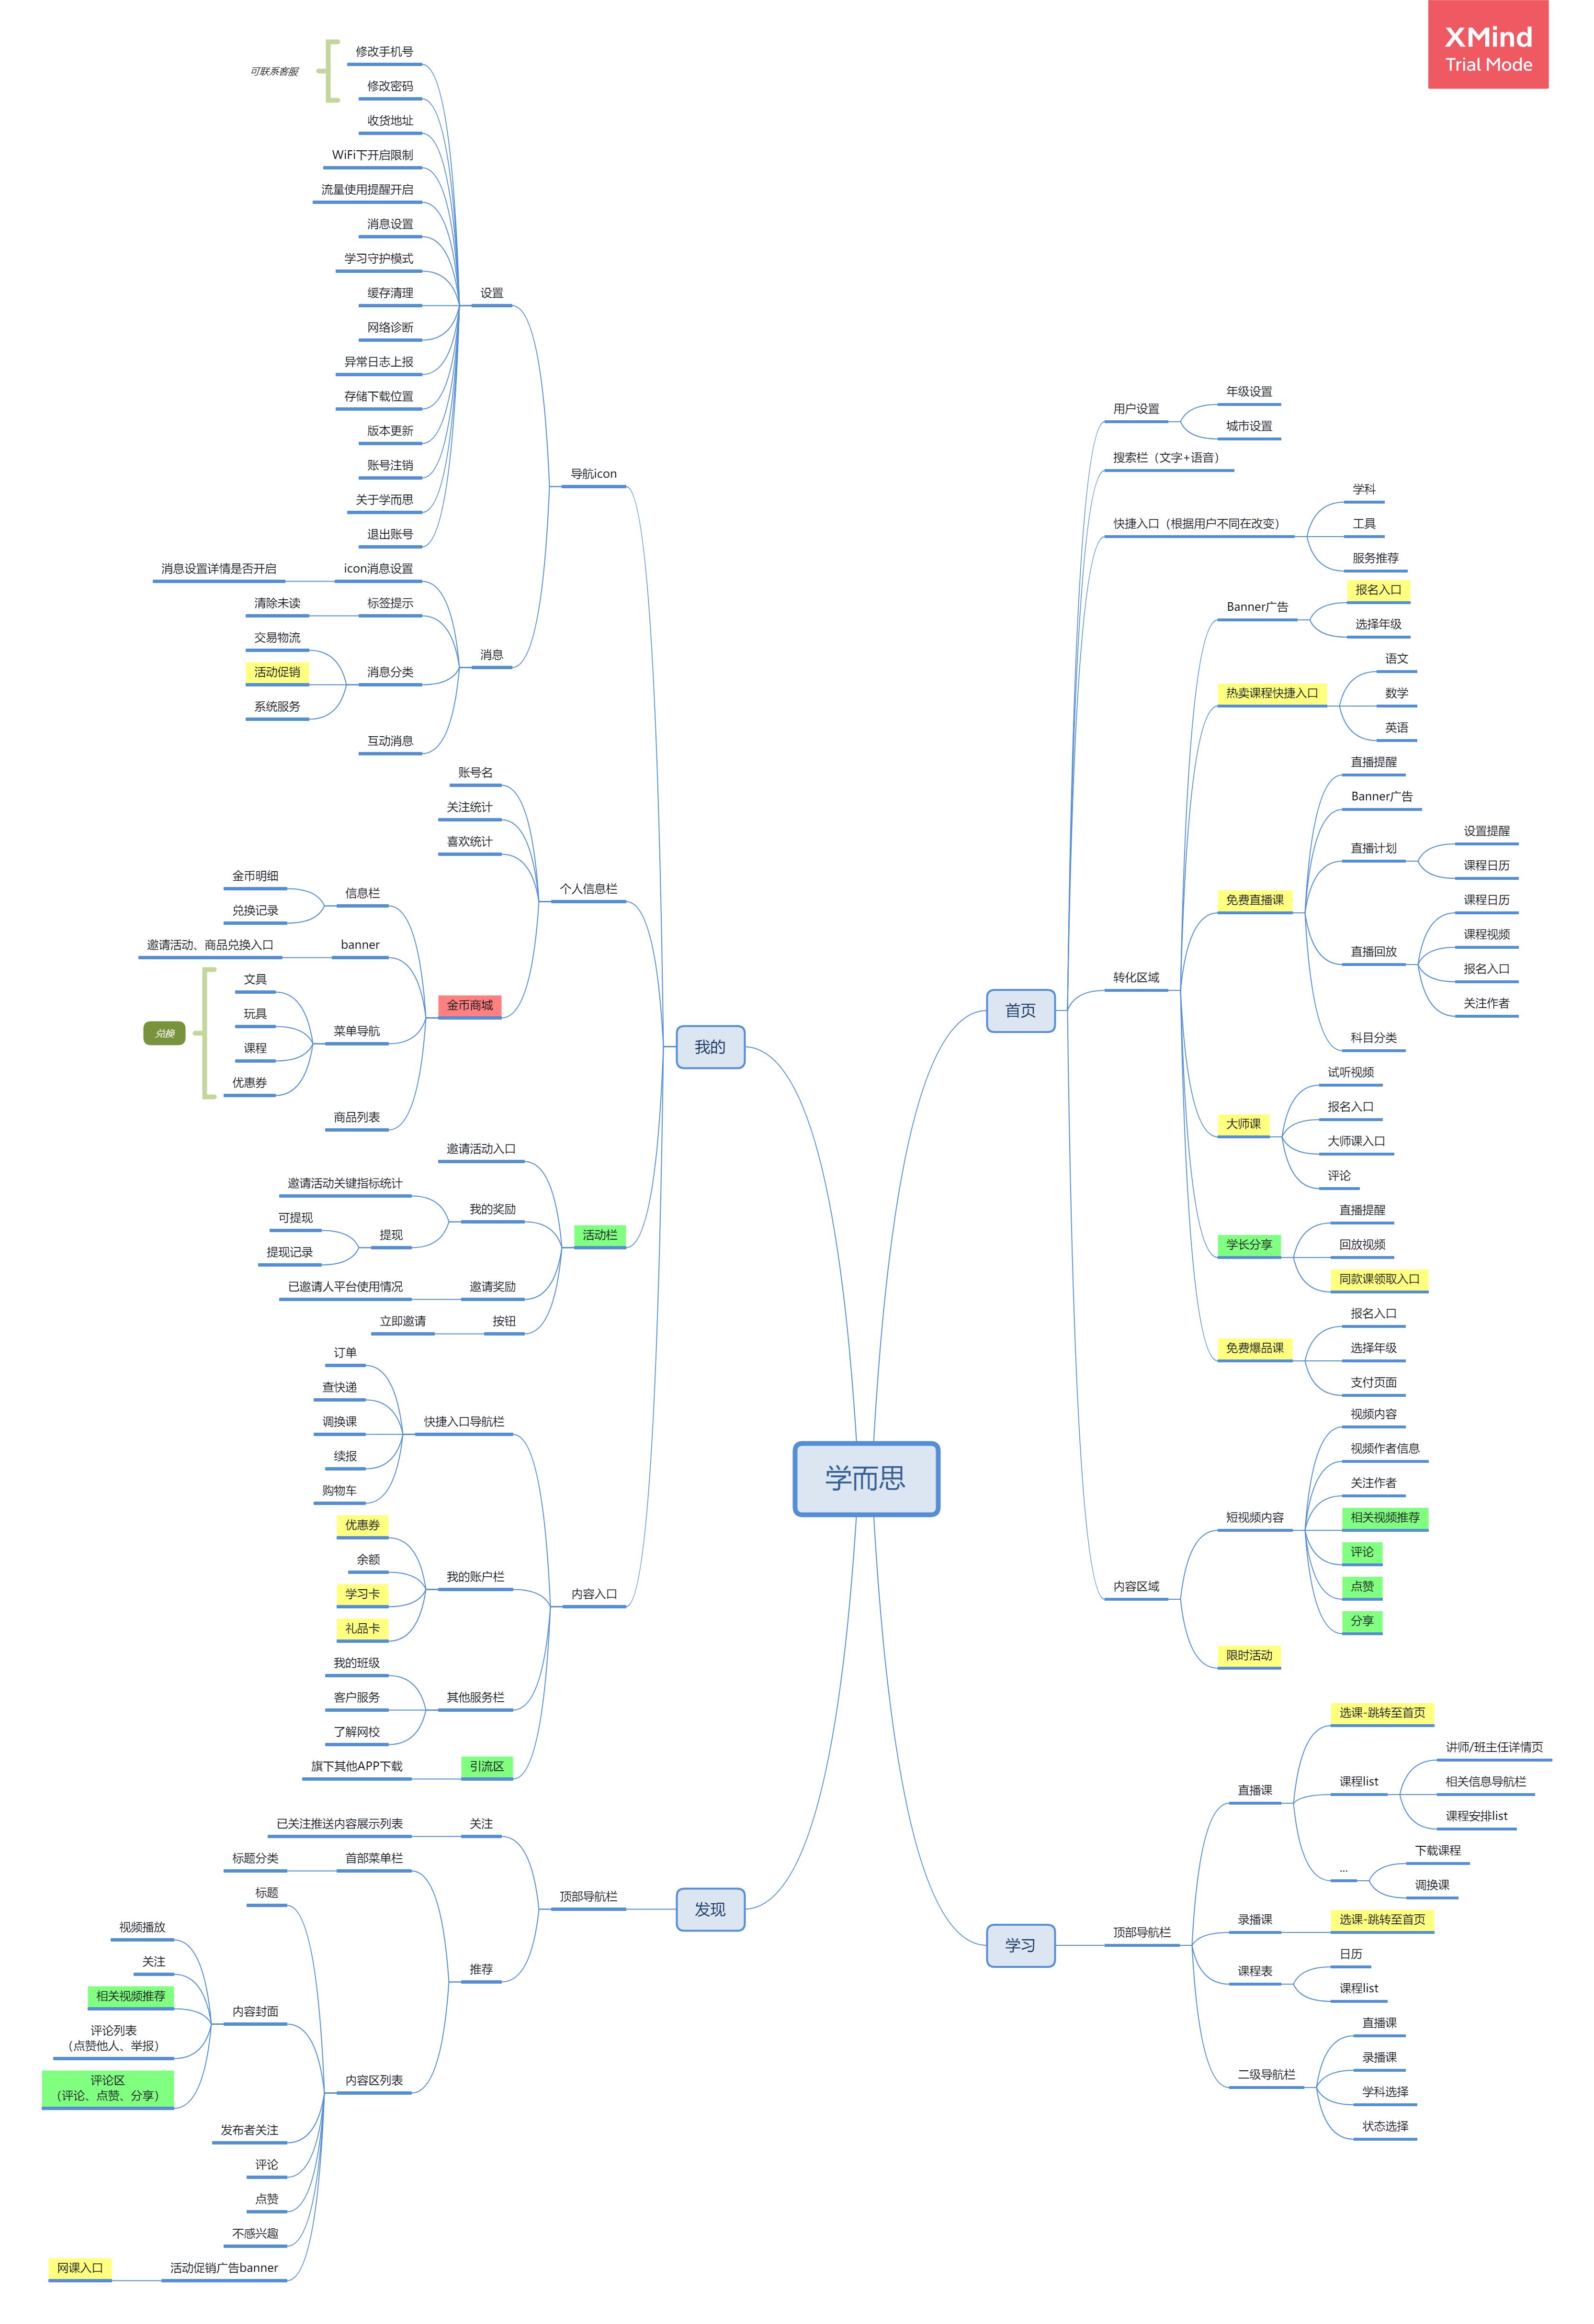 XMind
Trial Mode
学而思
首页
用户设置
年级设置
城市设置
搜索栏（文字+语音）
快捷入口（根据用户不同在改变）
学科
工具
服务推荐
转化区域
Banner广告
报名入口
选择年级
热卖课程快捷入口
语文
数学
英语
免费直播课
直播提醒
Banner广告
直播计划
设置提醒
课程日历
直播回放
课程日历
课程视频
报名入口
关注作者
科目分类
大师课
试听视频
报名入口
大师课入口
评论
学长分享
直播提醒
回放视频
同款课领取入口
免费爆品课
报名入口
选择年级
支付页面
内容区域
短视频内容
视频内容
视频作者信息
关注作者
相关视频推荐
评论
点赞
分享
限时活动
学习
顶部导航栏
直播课
选课-跳转至首页
课程list
讲师/班主任详情页
相关信息导航栏
课程安排list
...
下载课程
调换课
录播课
选课-跳转至首页
课程表
日历
课程list
二级导航栏
直播课
录播课
学科选择
状态选择
我的
导航icon
设置
修改手机号
修改密码
可联系客服
收货地址
WiFi下开启限制
流量使用提醒开启
消息设置
学习守护模式
缓存清理
网络诊断
异常日志上报
存储下载位置
版本更新
账号注销
关于学而思
退出账号
消息
icon消息设置
消息设置详情是否开启
标签提示
清除未读
消息分类
交易物流
活动促销
系统服务
互动消息
个人信息栏
账号名
关注统计
喜欢统计
金币商城
信息栏
金币明细
兑换记录
banner
邀请活动、商品兑换入口
菜单导航
文具
玩具
课程
优惠券
兑换
商品列表
活动栏
邀请活动入口
我的奖励
邀请活动关键指标统计
提现
可提现
提现记录
邀请奖励
已邀请人平台使用情况
按钮
立即邀请
内容入口
快捷入口导航栏
订单
查快递
调换课
续报
购物车
我的账户栏
优惠券
余额
学习卡
礼品卡
其他服务栏
我的班级
客户服务
了解网校
引流区
旗下其他APP下载
发现
顶部导航栏
关注
已关注推送内容展示列表
推荐
首部菜单栏
标题分类
内容区列表
标题
内容封面
视频播放
关注
相关视频推荐
评论列表
（点赞他人、举报）
评论区
（评论、点赞、分享）
发布者关注
评论
点赞
不感兴趣
活动促销广告banner
网课入口